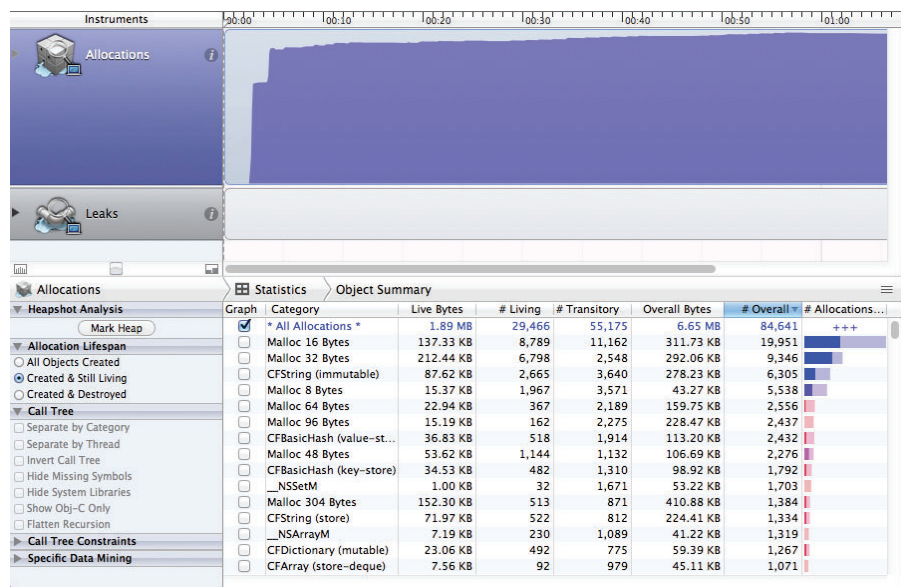 Instruments
00:00 00:10 00:20 00:30 00:40 00:50 01:00
Allocations
Leaks
Allocations
Statistics Object Summary
Heapshot Analysis
Mark Heap
Allocation Lifespan
All Objects Created
Created & Still Living
Created & Destroyed
Call Tree
Separate by Category
Separate by Thread
Invert Call Tree
Hide Missing Symbols
Hide System Libraries
Show Obj-C Only
Flatten Recursion
Call Tree Constraints
Specific Data Mining
Graph Category Live Bytes # Living # Transitory Overall Bytes # Overall # Allocations...
* All Allocations * 1.89 MB 29,466 55,175 6.65 MB 84,641 +++
Malloc 16 Bytes 137.33 KB 8,789 11,162 311.73 KB 19,951
Malloc 32 Bytes 212.44 KB 6,798 2,548 292.06 KB 9,346
CFString (immutable) 87.62 KB 2,665 3,640 278.23 KB 6,305
Malloc 8 Bytes 15.37 KB 1,967 3,571 43.27 KB 5,538
Malloc 64 Bytes 22.94 KB 367 2,189 159.75 KB 2,556
Malloc 96 Bytes 15.19 KB 162 2,275 228.47 KB 2,437
CFBasicHash (value-st... 36.83 KB 518 1,914 113.20 KB 2,432
Malloc 48 Bytes 53.62 KB 1,144 1,132 106.69 KB 2,276
CFBasicHash (key-store) 34.53 KB 482 1,310 98.92 KB 1,792
__NSSetM 1.00 KB 32 1,671 53.22 KB 1,703
Malloc 304 Bytes 152.30 KB 513 871 410.88 KB 1,384
CFString (store) 71.97 KB 522 812 224.41 KB 1,334
__NSArrayM 7.19 KB 230 1,089 41.22 KB 1,319
CFDictionary (mutable) 23.06 KB 492 775 59.39 KB 1,267
CFArray (store-deque) 7.56 KB 92 979 45.11 KB 1,071